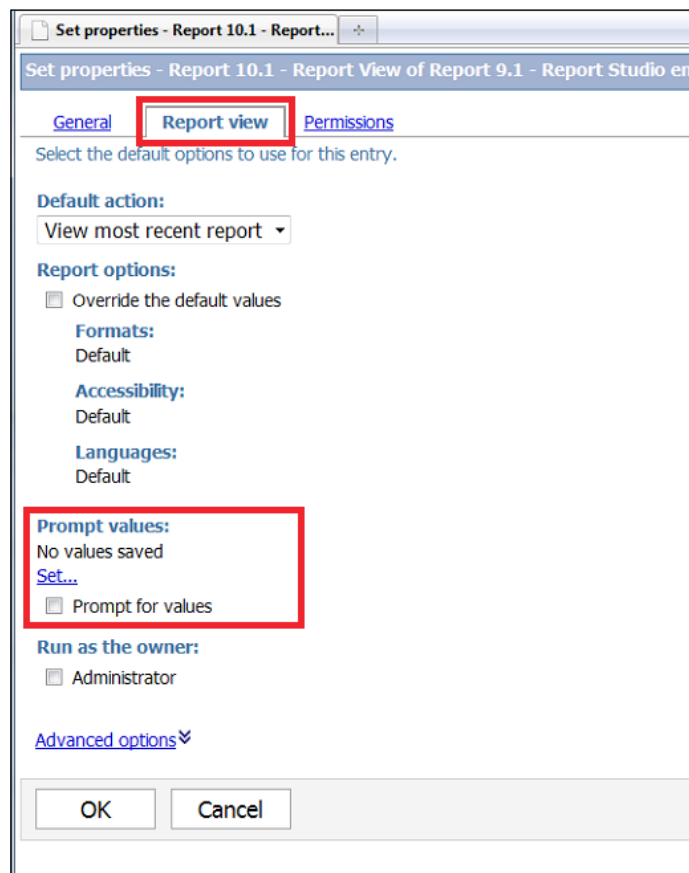 Set properties - Report 10.1 - Report...
Set properties - Report 10.1 - Report View of Report 9.1 - Report Studio
General Report view Permissions
Select the default options to use for this entry.
Default action:
View most recent report
Report options:
Override the default values
Formats:
Default
Accessibility:
Default
Languages:
Default
Prompt values:
No values saved
Set...
Prompt for values
Run as the owner:
Administrator
Advanced options
OK Cancel